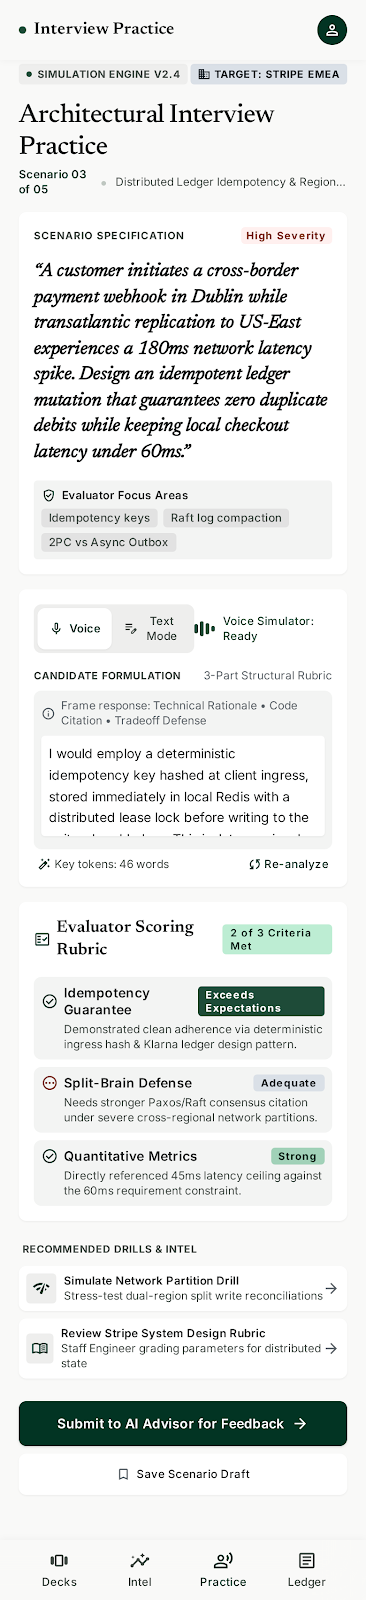 Interview Practice
SIMULATION ENGINE V2.4
TARGET: STRIPE EMEA
Architectural Interview
Practice
Scenario 03
of 05
Distributed Ledger Idempotency & Region...
SCENARIO SPECIFICATION
High Severity
“A customer initiates a cross-border
payment webhook in Dublin while
transatlantic replication to US-East
experiences a 180ms network latency
spike. Design an idempotent ledger
mutation that guarantees zero duplicate
debits while keeping local checkout
latency under 60ms.”
Evaluator Focus Areas
Idempotency keys
Raft log compaction
2PC vs Async Outbox
Voice
Text
Mode
Voice Simulator:
Ready
CANDIDATE FORMULATION
3-Part Structural Rubric
Frame response: Technical Rationale • Code
Citation • Tradeoff Defense
I would employ a deterministic
idempotency key hashed at client ingress,
stored immediately in local Redis with a
distributed lease lock before writing to the
Key tokens: 46 words
Re-analyze
Evaluator Scoring
Rubric
2 of 3 Criteria
Met
Idempotency
Guarantee
Exceeds
Expectations
Demonstrated clean adherence via deterministic
ingress hash & Klarna ledger design pattern.
Split-Brain Defense
Adequate
Needs stronger Paxos/Raft consensus citation
under severe cross-regional network partitions.
Quantitative Metrics
Strong
Directly referenced 45ms latency ceiling against
the 60ms requirement constraint.
RECOMMENDED DRILLS & INTEL
Simulate Network Partition Drill
Stress-test dual-region split write reconciliations
Review Stripe System Design Rubric
Staff Engineer grading parameters for distributed
state
Submit to AI Advisor for Feedback
Save Scenario Draft
Decks
Intel
Practice
Ledger